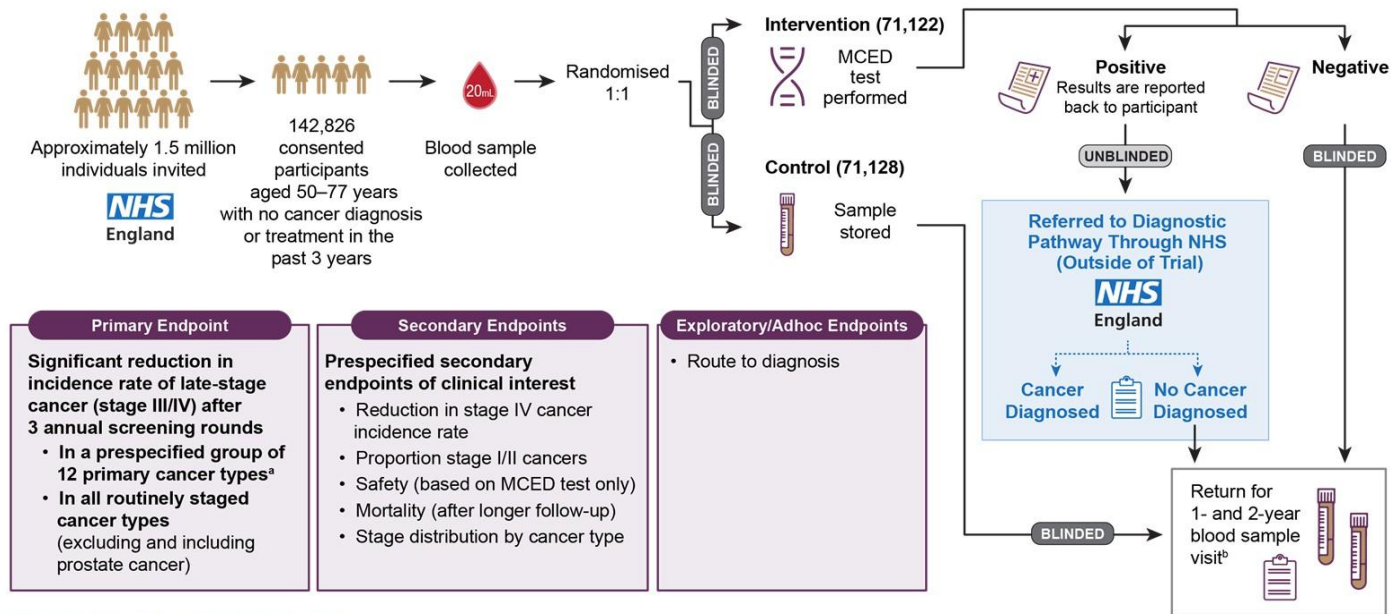 Approximately 1.5 million
individuals invited
NHS
England
142,826
consented
participants
aged 50–77 years
with no cancer diagnosis
or treatment in the
past 3 years
20mL
Blood sample
collected
Randomised
1:1
BLINDED
BLINDED
Intervention (71,122)
MCED
test
performed
Control (71,128)
Sample
stored
Positive
Results are reported
back to participant
UNBLINDED
Negative
BLINDED
Referred to Diagnostic
Pathway Through NHS
(Outside of Trial)
NHS
England
Cancer
Diagnosed
No Cancer
Diagnosed
BLINDED
Return for
1- and 2-year
blood sample
visitᵇ
Primary Endpoint
Significant reduction in
incidence rate of late-stage
cancer (stage III/IV) after
3 annual screening rounds
• In a prespecified group of
12 primary cancer typesᵃ
• In all routinely staged
cancer types
(excluding and including
prostate cancer)
Secondary Endpoints
Prespecified secondary
endpoints of clinical interest
• Reduction in stage IV cancer
incidence rate
• Proportion stage I/II cancers
• Safety (based on MCED test only)
• Mortality (after longer follow-up)
• Stage distribution by cancer type
Exploratory/Adhoc Endpoints
• Route to diagnosis